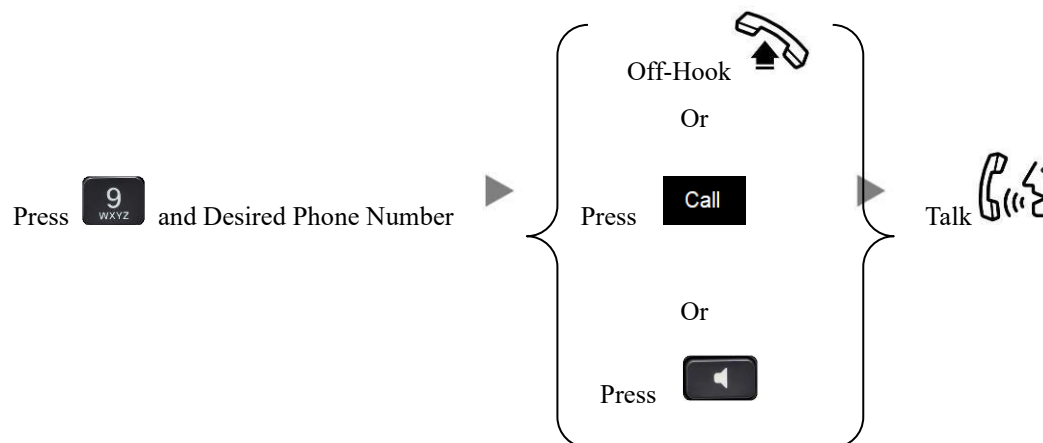 Press 9 WXYZ and Desired Phone Number
Off-Hook
Or
Press Call
Or
Press
Talk